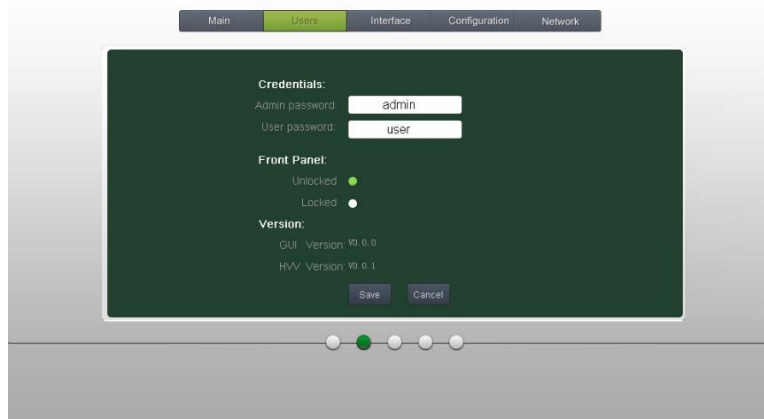 Main Users Interface Configuration Network
Credentials:
Admin password: admin
User password: user
Front Panel:
Unlocked
Locked
Version:
GUI Version: V0.0.0
HVV Version: V0.0.1
Save Cancel